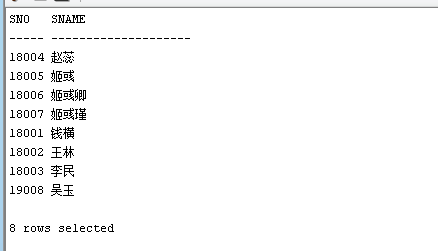 SNO   SNAME
----- --------------------
18004 赵蕊
18005 姬彧
18006 姬彧卿
18007 姬彧瑾
18001 钱横
18002 王林
18003 李民
19008 吴玉
8 rows selected